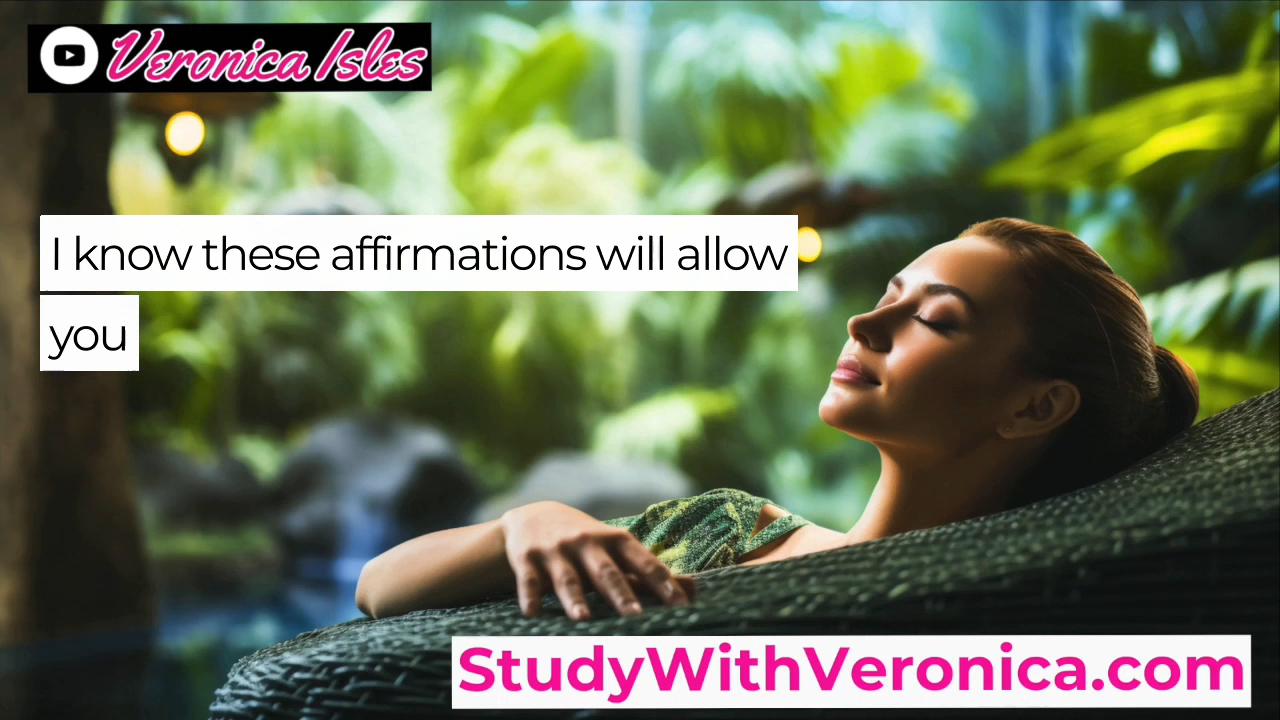 Veronica Isles
I know these affirmations will allow
you
StudyWithVeronica.com